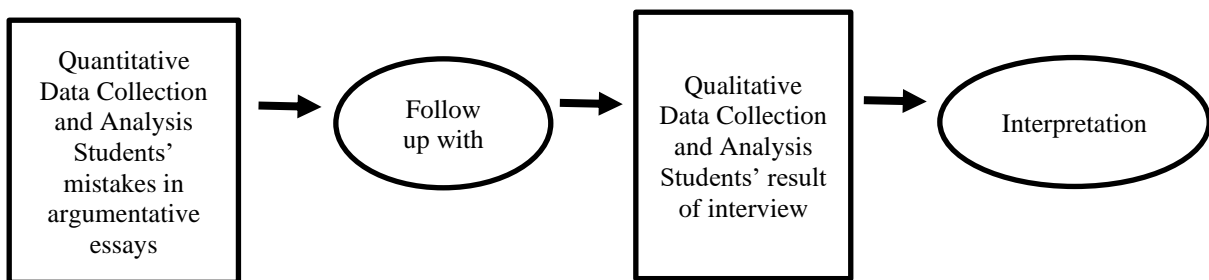 Quantitative
Data Collection
and Analysis
Students’
mistakes in
argumentative
essays
Follow
up with
Qualitative
Data Collection
and Analysis
Students’ result
of interview
Interpretation